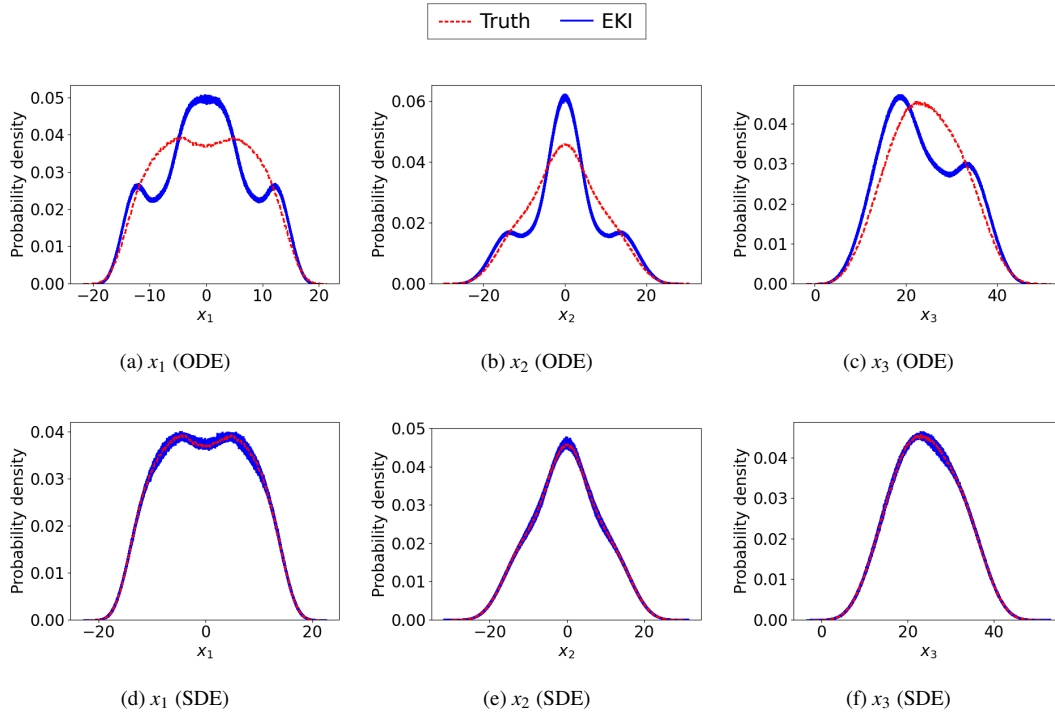 Truth EKI
0.05
0.04
0.03
0.02
0.01
0.00
Probability density
−20 −10 0 10 20
x₁
0.06
0.04
0.02
0.00
Probability density
−20 0 20
x₂
0.04
0.03
0.02
0.01
0.00
Probability density
0 20 40
x₃
(a) x₁ (ODE) (b) x₂ (ODE) (c) x₃ (ODE)
0.04
0.03
0.02
0.01
0.00
Probability density
−20 0 20
x₁
0.05
0.04
0.03
0.02
0.01
0.00
Probability density
−20 0 20
x₂
0.04
0.03
0.02
0.01
0.00
Probability density
0 20 40
x₃
(d) x₁ (SDE) (e) x₂ (SDE) (f) x₃ (SDE)